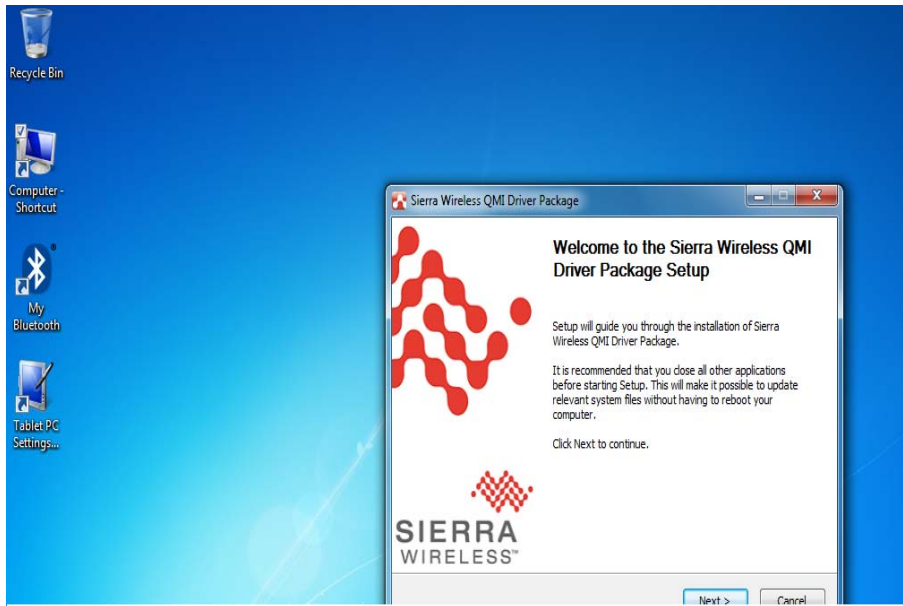 Recycle Bin
Computer -
Shortcut
My
Bluetooth
Tablet PC
Settings...
Sierra Wireless QMI Driver Package
Welcome to the Sierra Wireless QMI
Driver Package Setup
Setup will guide you through the installation of Sierra
Wireless QMI Driver Package.
It is recommended that you close all other applications
before starting Setup. This will make it possible to update
relevant system files without having to reboot your
computer.
Click Next to continue.
SIERRA
WIRELESS™
Next >
Cancel